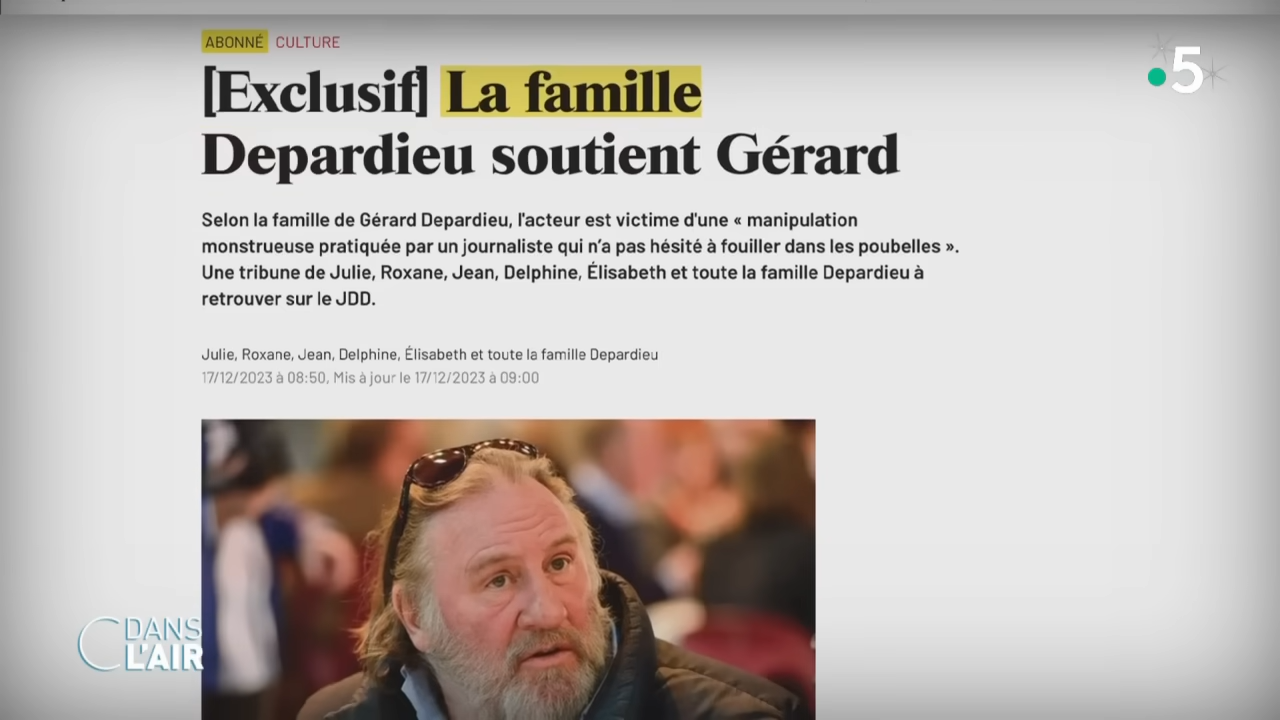 ABONNÉ CULTURE
[Exclusif] La famille
Depardieu soutient Gérard
Selon la famille de Gérard Depardieu, l'acteur est victime d'une « manipulation
monstrueuse pratiquée par un journaliste qui n'a pas hésité à fouiller dans les poubelles ».
Une tribune de Julie, Roxane, Jean, Delphine, Élisabeth et toute la famille Depardieu à
retrouver sur le JDD.
Julie, Roxane, Jean, Delphine, Élisabeth et toute la famille Depardieu
17/12/2023 à 08:50, Mis à jour le 17/12/2023 à 09:00
5
C DANS
L'AIR